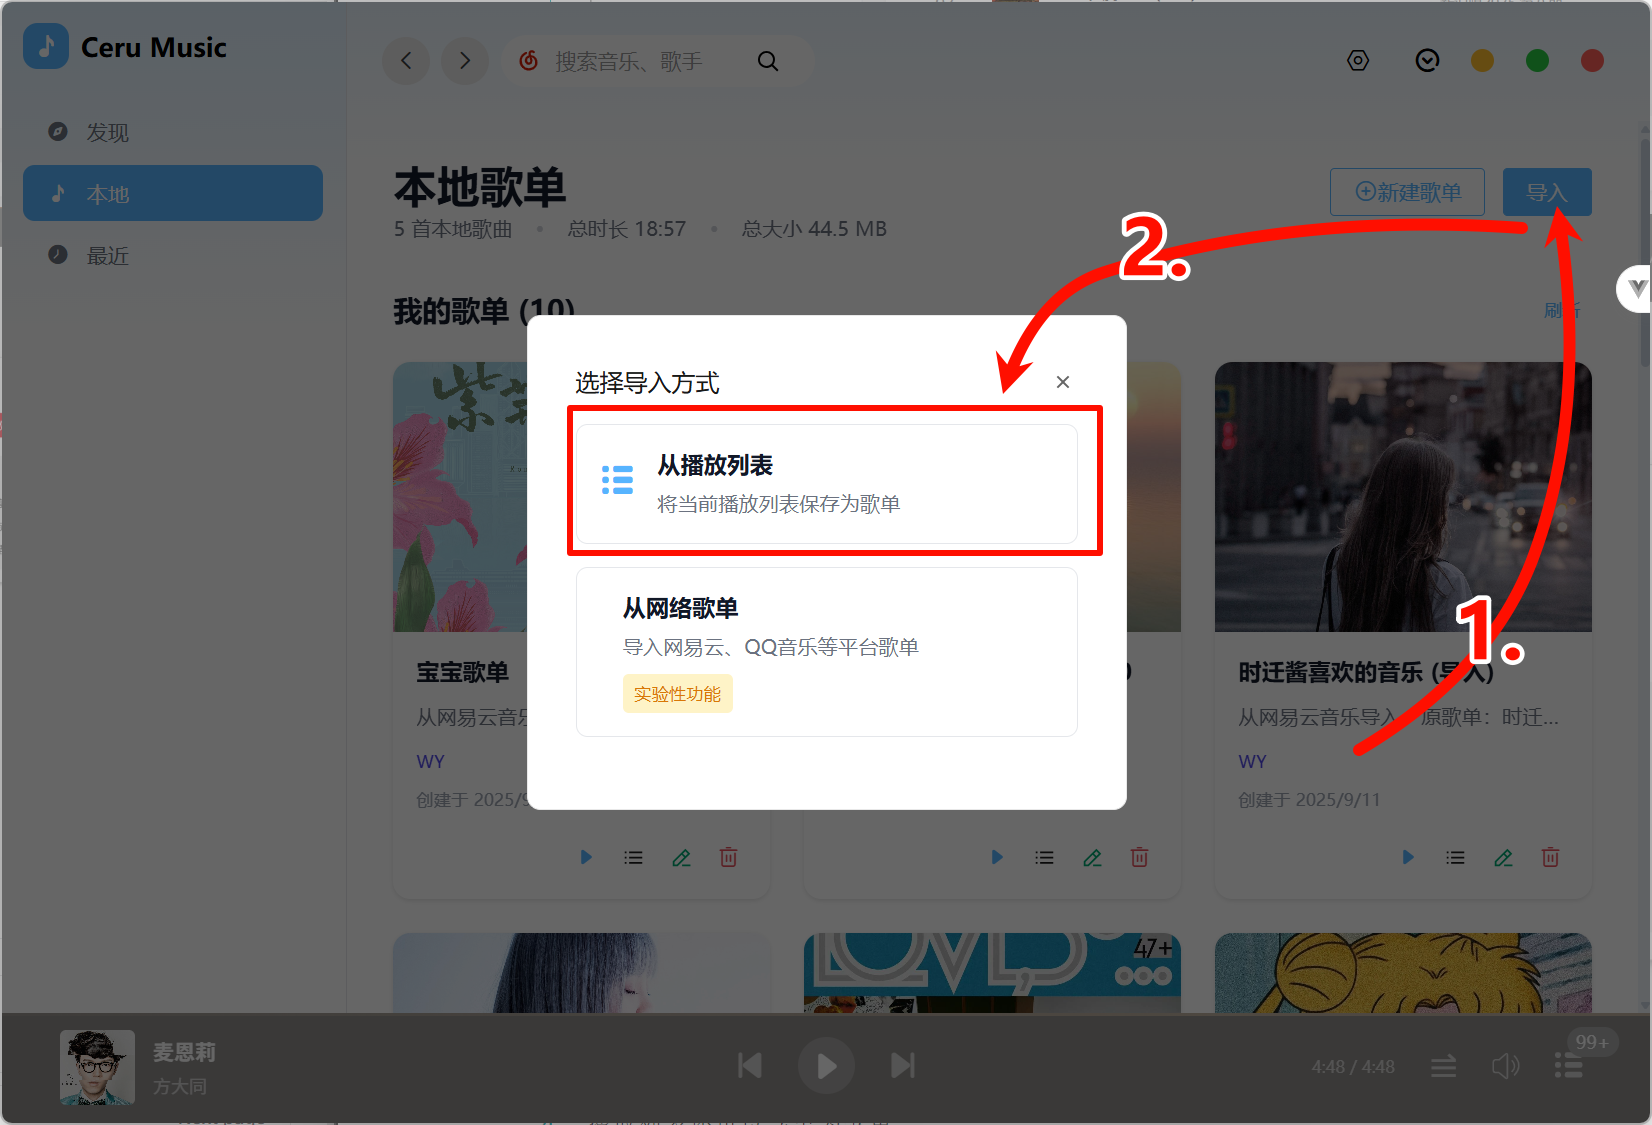 Ceru Music
搜索音乐、歌手
发现
本地
最近
本地歌单
新建歌单
导入
5 首本地歌曲 • 总时长 18:57 • 总大小 44.5 MB
2.
我的歌单 (10)
选择导入方式
从播放列表
将当前播放列表保存为歌单
从网络歌单
导入网易云、QQ音乐等平台歌单
实验性功能
1.
宝宝歌单
从网易云音乐
WY
创建于 2025/9
时迁酱喜欢的音乐 (导入)
从网易云音乐导入 原歌单：时迁...
WY
创建于 2025/9/11
47+
麦恩莉
方大同
4:48 / 4:48
99+